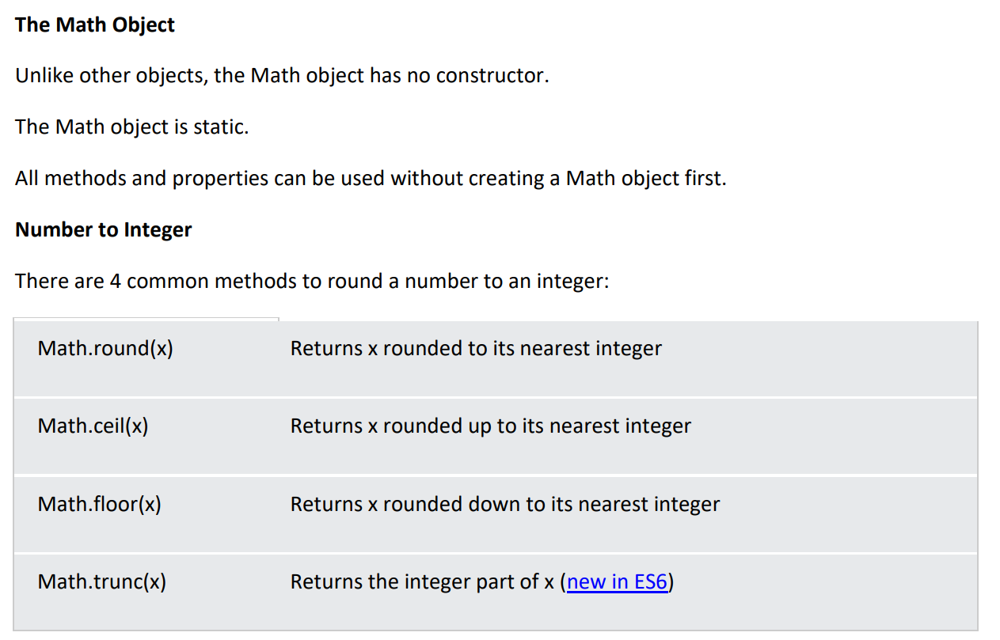 The Math Object
Unlike other objects, the Math object has no constructor.
The Math object is static.
All methods and properties can be used without creating a Math object first.
Number to Integer
There are 4 common methods to round a number to an integer:
Math.round(x) Returns x rounded to its nearest integer
Math.ceil(x) Returns x rounded up to its nearest integer
Math.floor(x) Returns x rounded down to its nearest integer
Math.trunc(x) Returns the integer part of x (new in ES6)